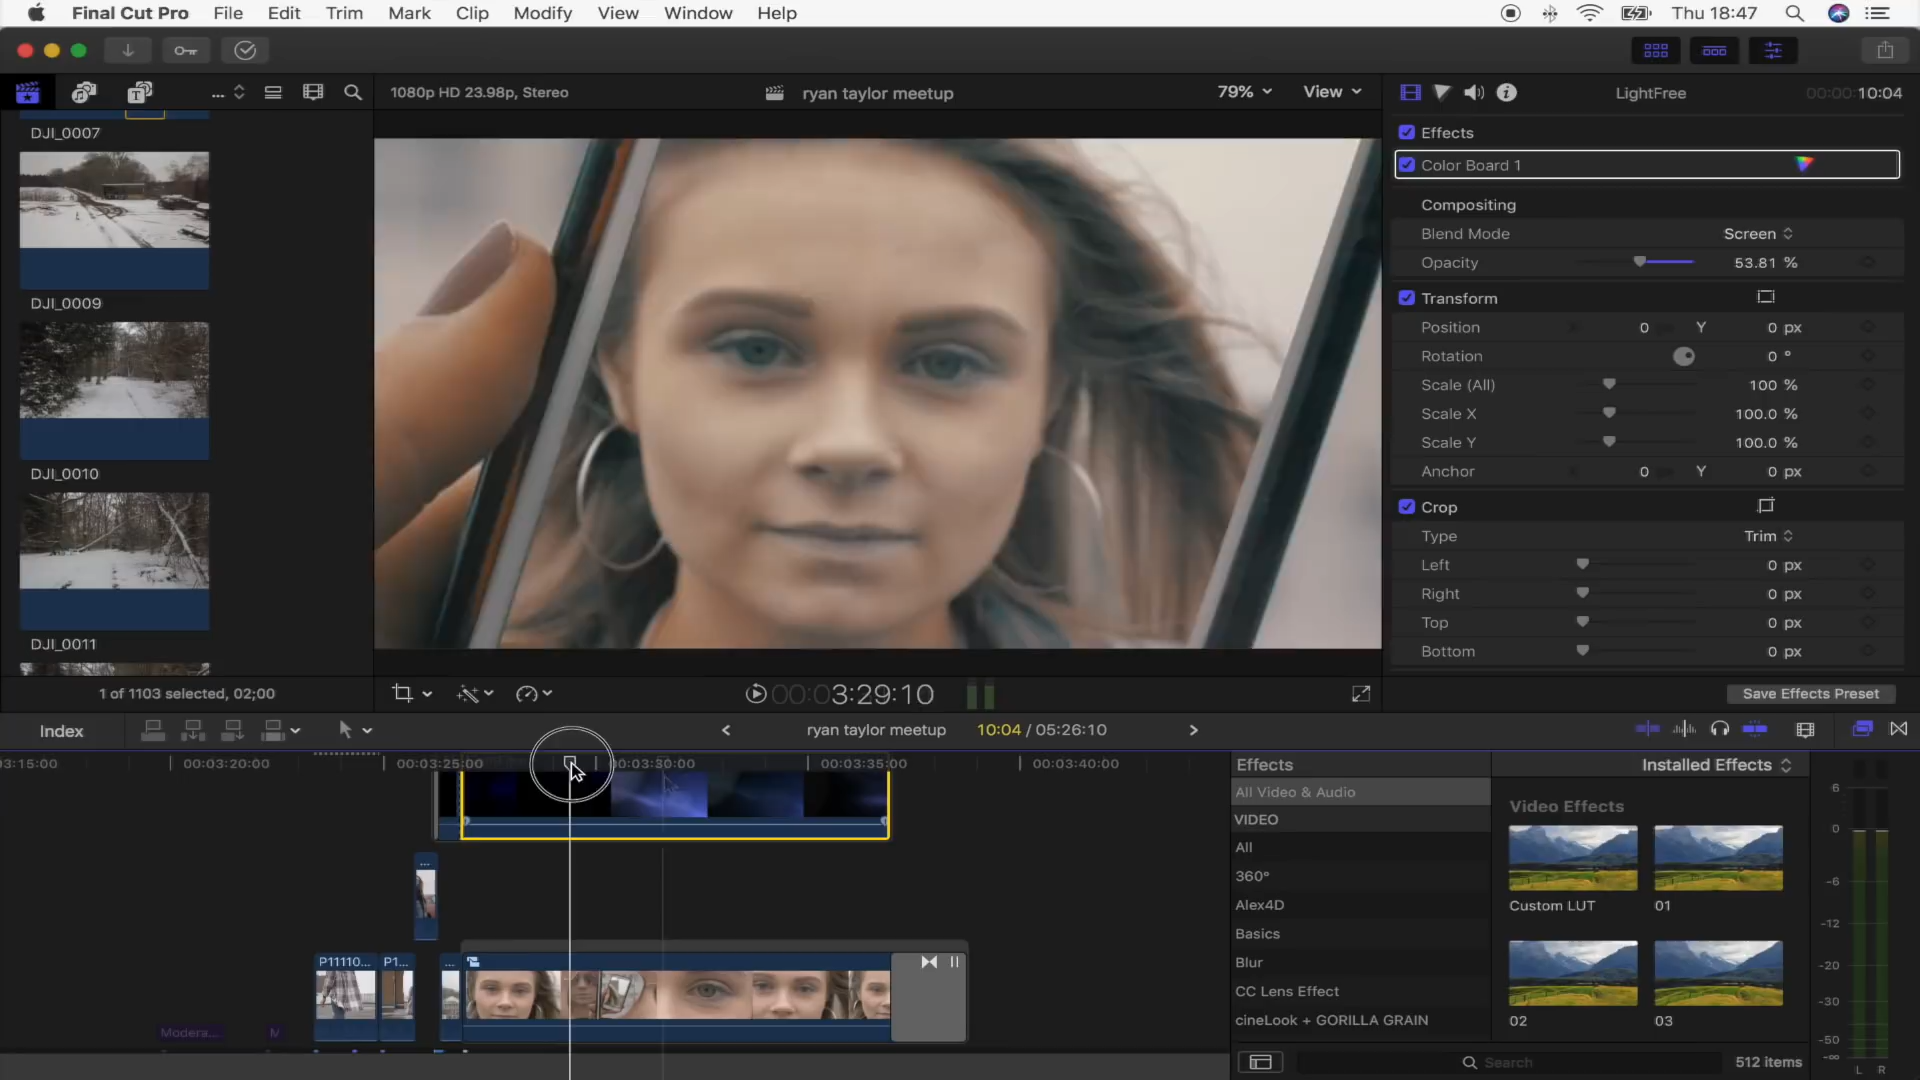 Final Cut Pro File Edit Trim Mark Clip Modify View Window Help Thu 18:47
... 1080p HD 23.98p, Stereo ryan taylor meetup 79% View LightFree 00:00:10:04
DJI_0007
DJI_0009
DJI_0010
DJI_0011
1 of 1103 selected, 02;00
Effects
Color Board 1
Compositing
Blend Mode Screen
Opacity 53.81 %
Transform
Position 0 Y 0 px
Rotation 0 °
Scale (All) 100 %
Scale X 100.0 %
Scale Y 100.0 %
Anchor 0 Y 0 px
Crop
Type Trim
Left 0 px
Right 0 px
Top 0 px
Bottom 0 px
00:03:29:10
Save Effects Preset
Index ryan taylor meetup 10:04 / 05:26:10
3:15:00 00:03:20:00 00:03:25:00 00:03:30:00 00:03:35:00 00:03:40:00
...
P11110... P1... ...
Modera... M
Effects Installed Effects
All Video & Audio
VIDEO
All
360°
Alex4D
Basics
Blur
CC Lens Effect
cineLook + GORILLA GRAIN
Video Effects
Custom LUT 01
02 03
Search 512 items
6
0
-6
-12
-20
-30
-50
-∞
L R